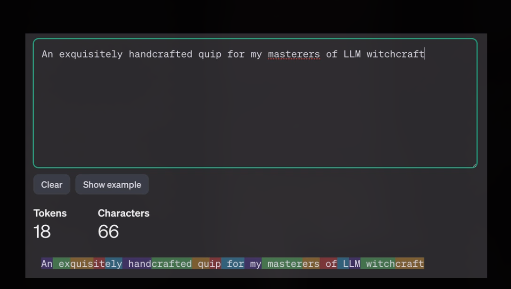 An exquisitely handcrafted quip for my masterers of LLM witchcraft
Clear Show example
Tokens Characters
18 66
An exquisitely handcrafted quip for my masterers of LLM witchcraft